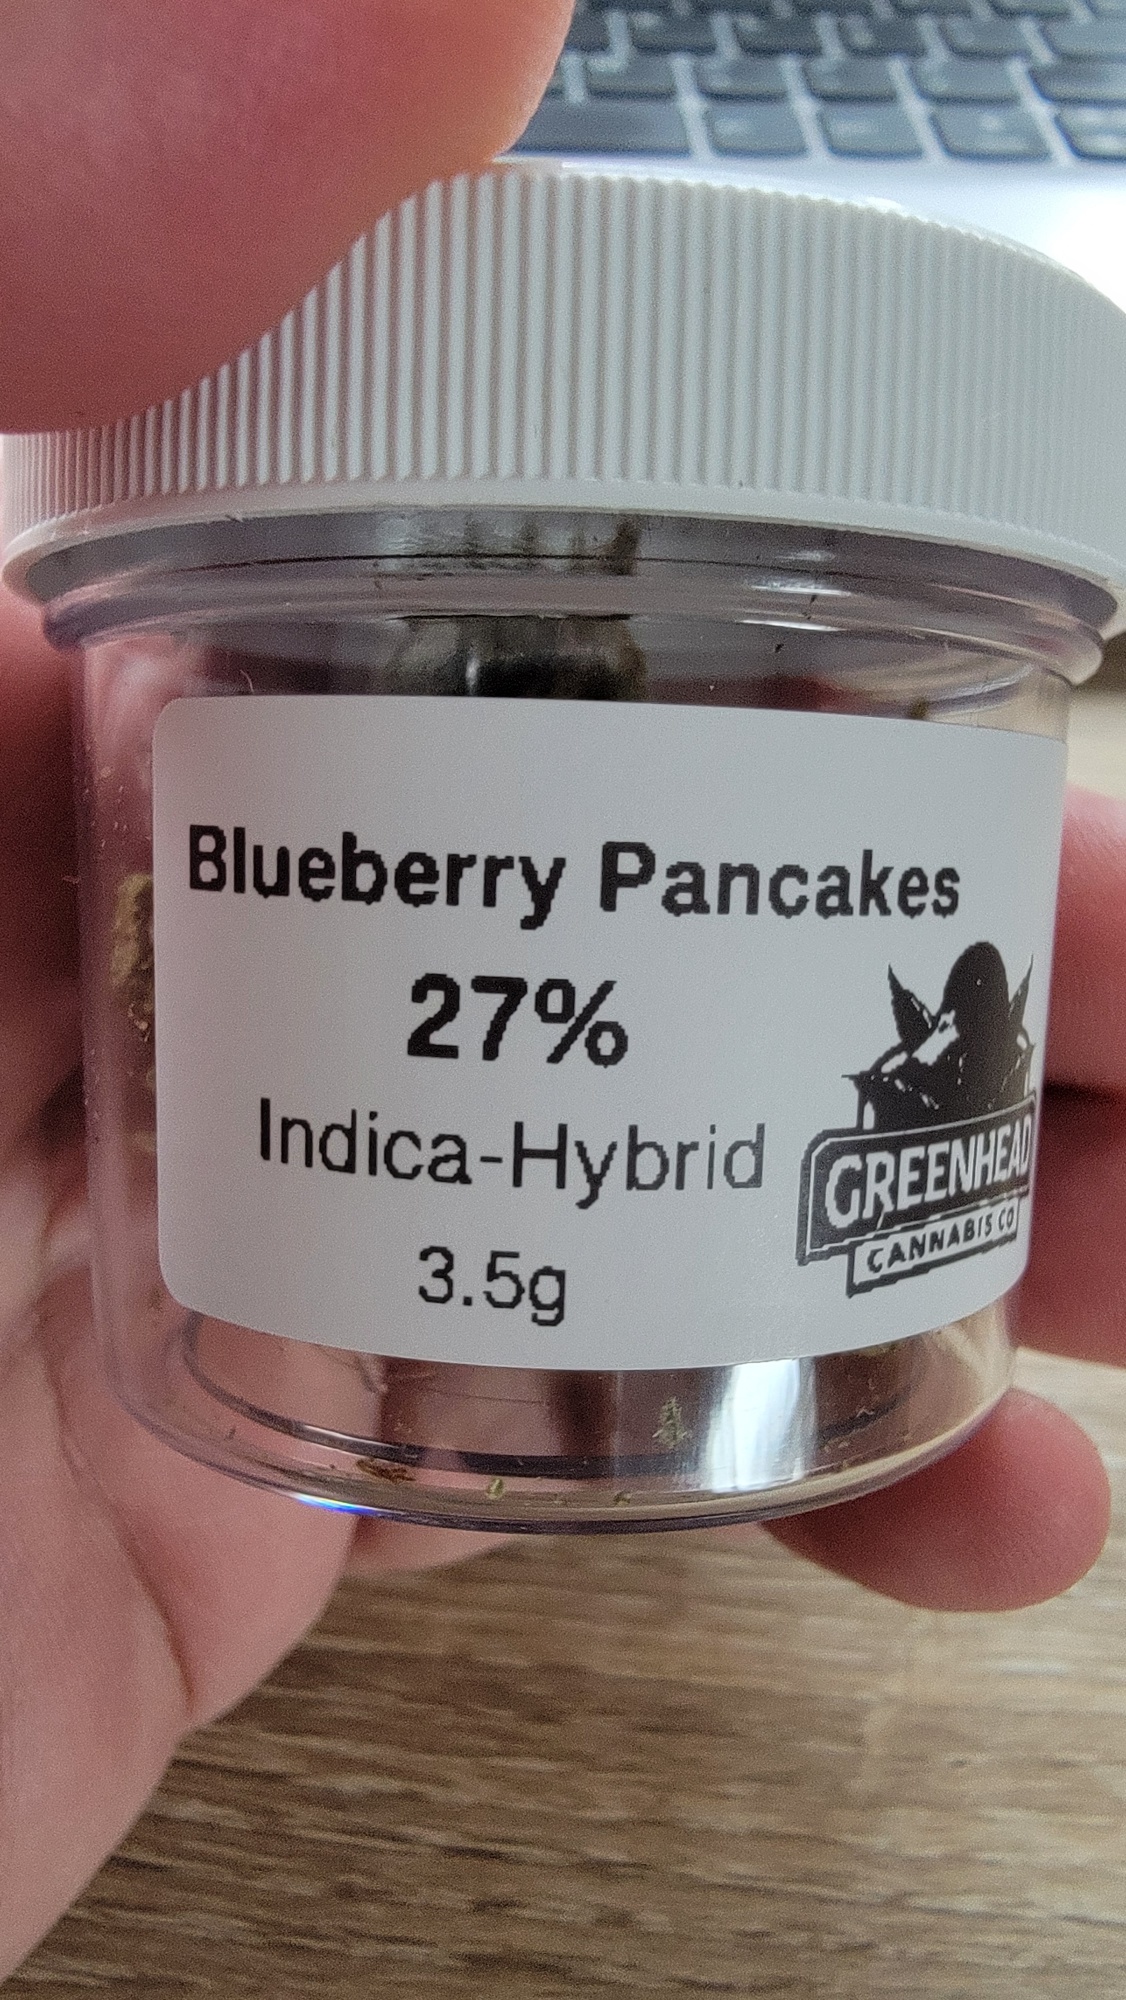 Blueberry Pancakes
27%
Indica-Hybrid
3.5g
GREENHEAD
CANNABIS CO